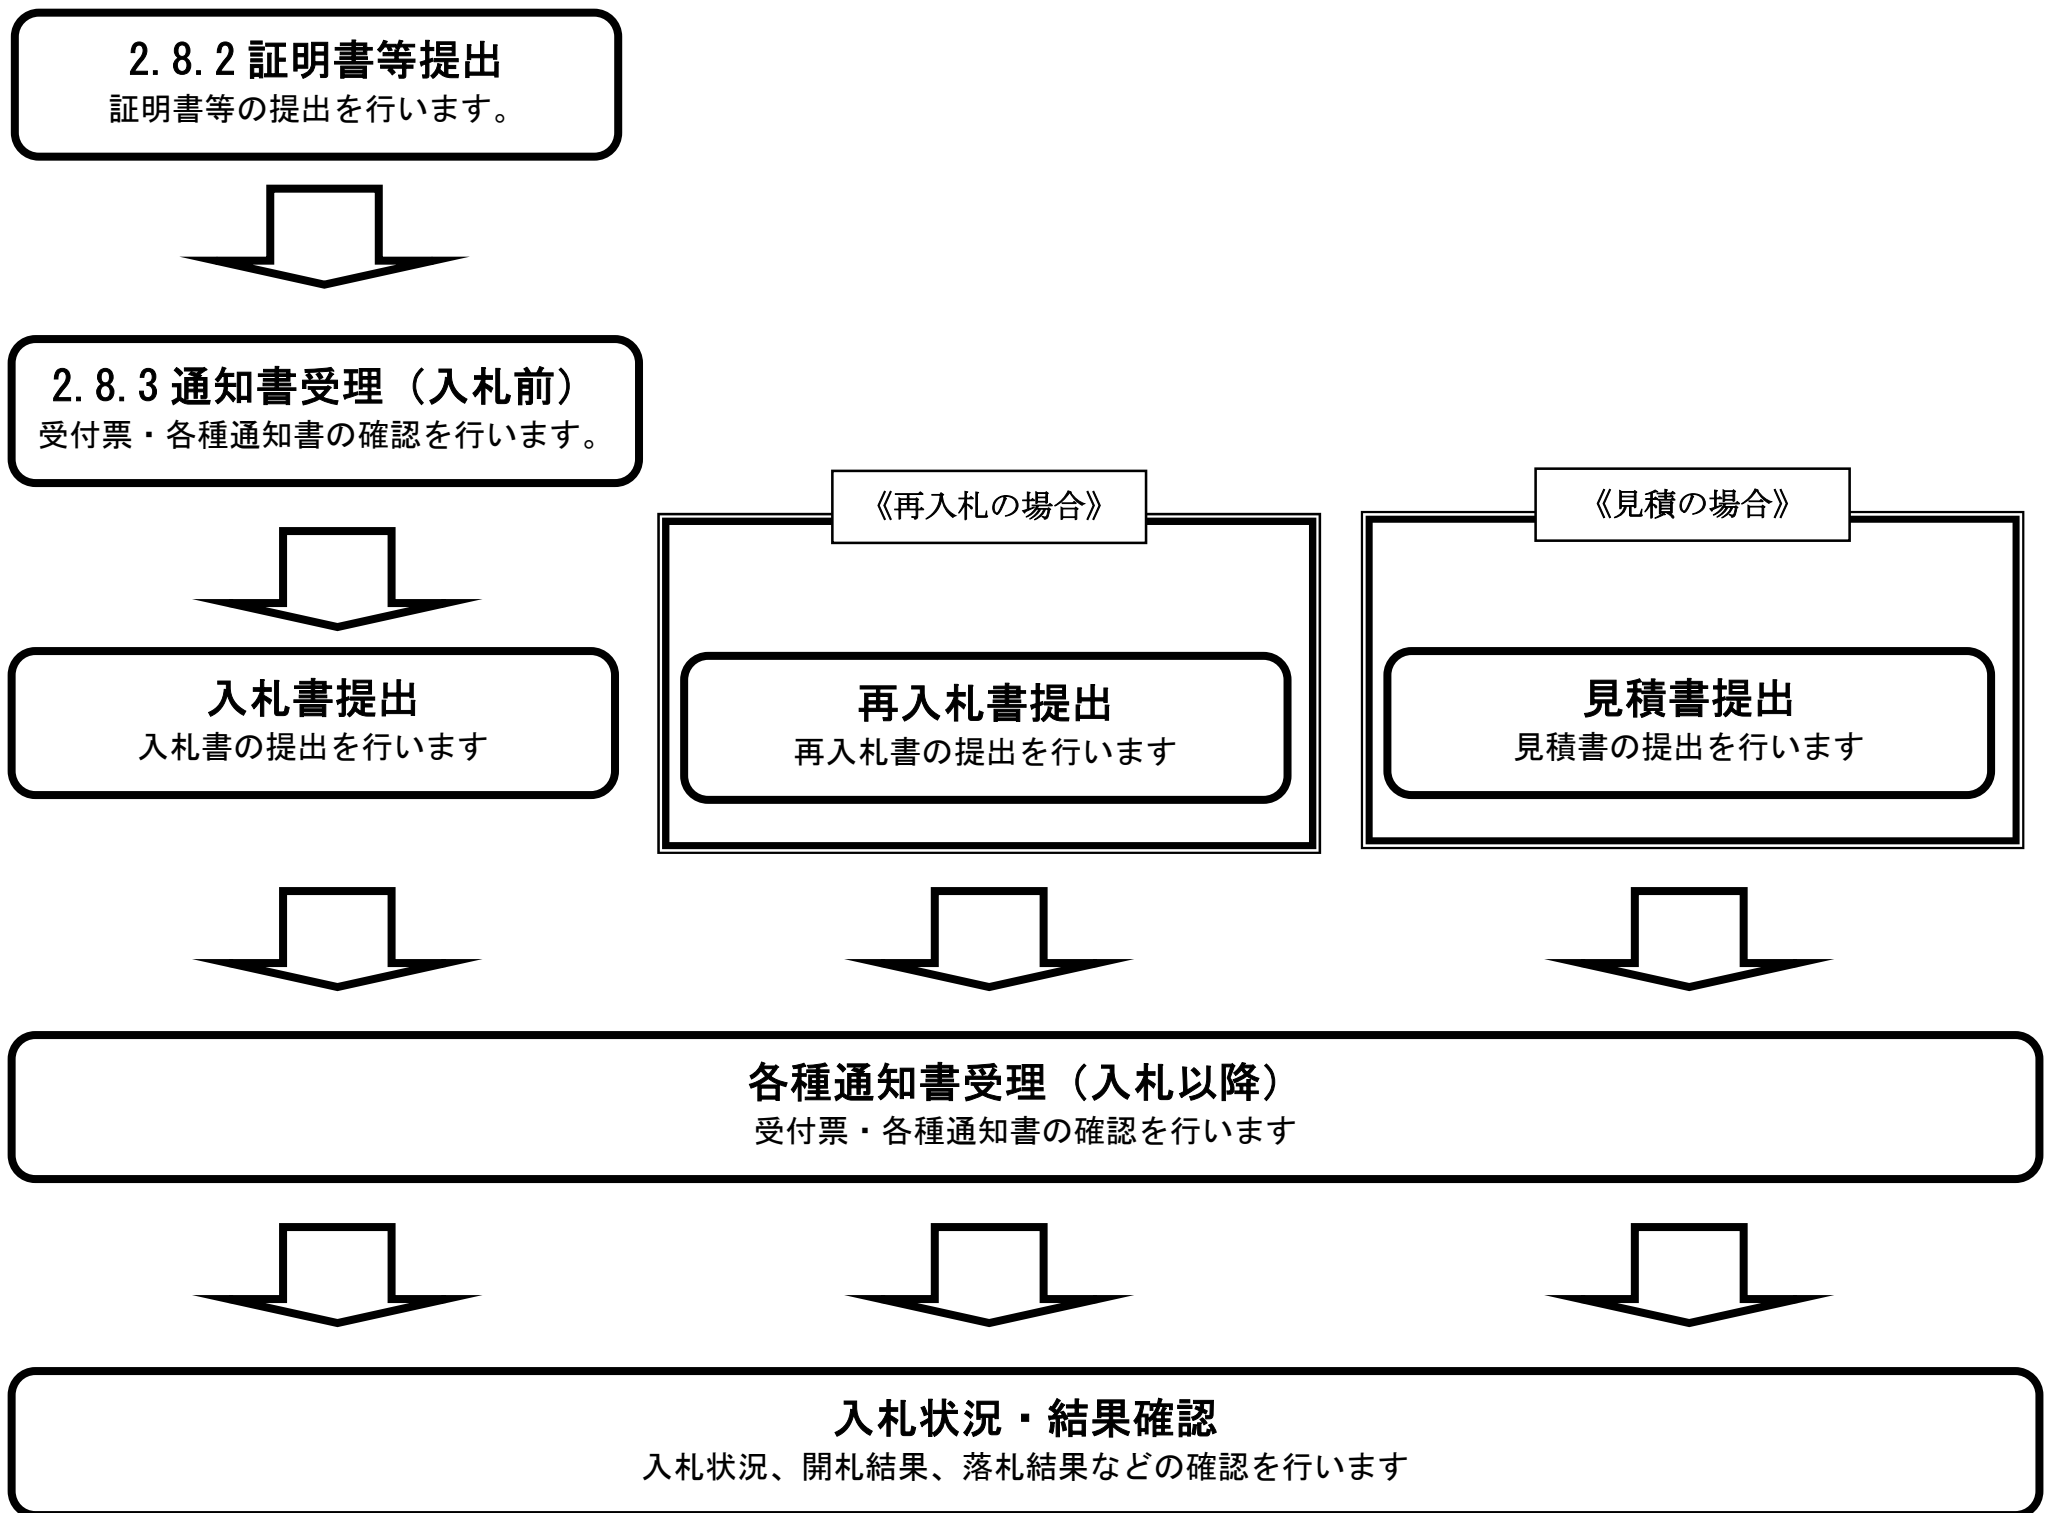 2.8.2 証明書等提出
証明書等の提出を行います。
2.8.3 通知書受理（入札前）
受付票・各種通知書の確認を行います。
《再入札の場合》
《見積の場合》
入札書提出
入札書の提出を行います
再入札書提出
再入札書の提出を行います
見積書提出
見積書の提出を行います
各種通知書受理（入札以降）
受付票・各種通知書の確認を行います
入札状況・結果確認
入札状況、開札結果、落札結果などの確認を行います